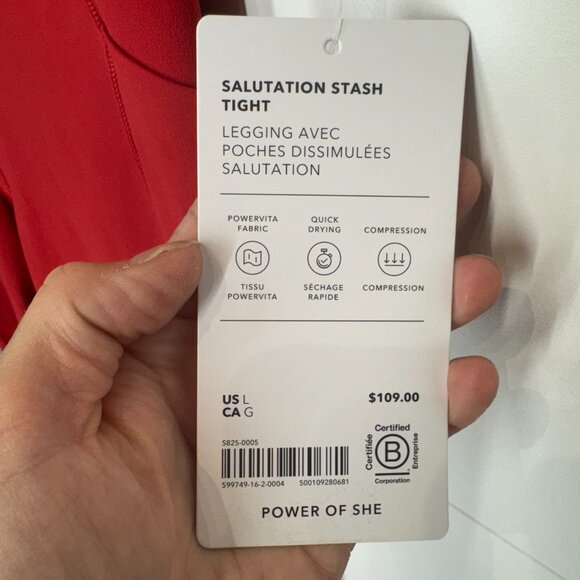 SALUTATION STASH
TIGHT
LEGGING AVEC
POCHES DISSIMULÉES
SALUTATION
POWERVITA
FABRIC
QUICK
DRYING
COMPRESSION
TISSU
POWERVITA
SÉCHAGE
RAPIDE
COMPRESSION
US L
CA G
$109.00
5825-0005
599749-16-2-0004 500109280681
Certified
Certifiée
B
Entreprise
Corporation
POWER OF SHE